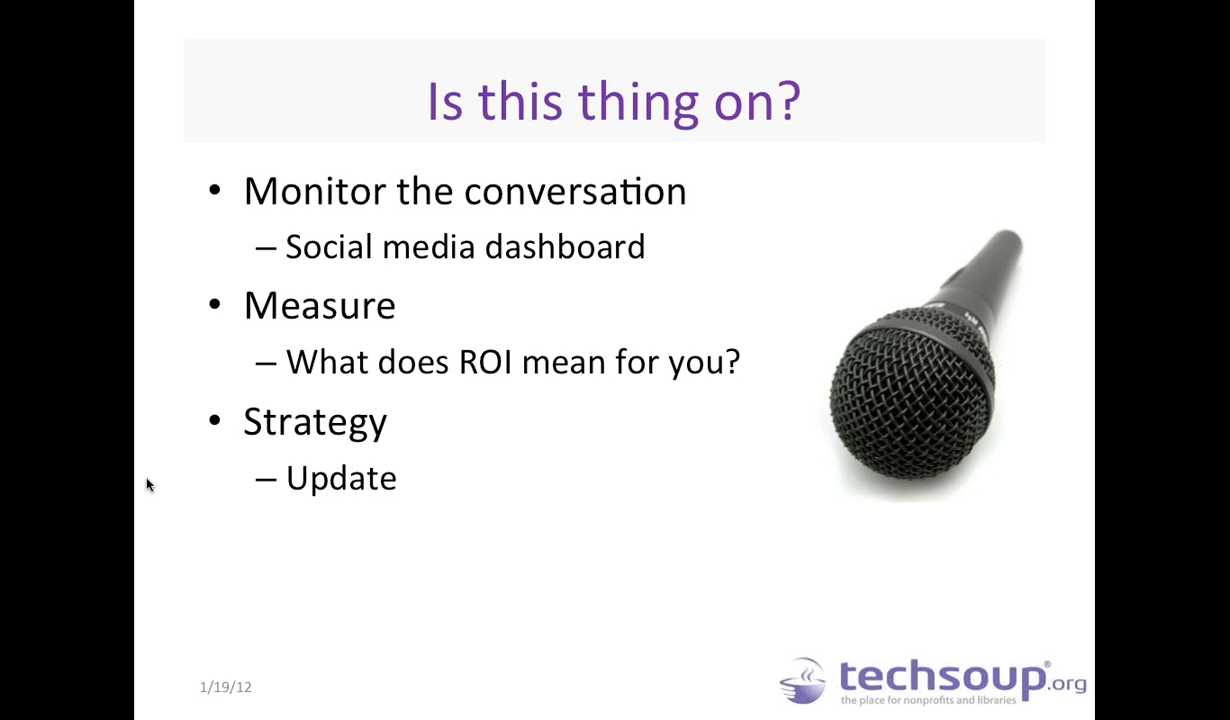 Is this thing on?
• Monitor the conversation
– Social media dashboard
• Measure
– What does ROI mean for you?
• Strategy
– Update
1/19/12
techsoup®.org
the place for nonprofits and libraries